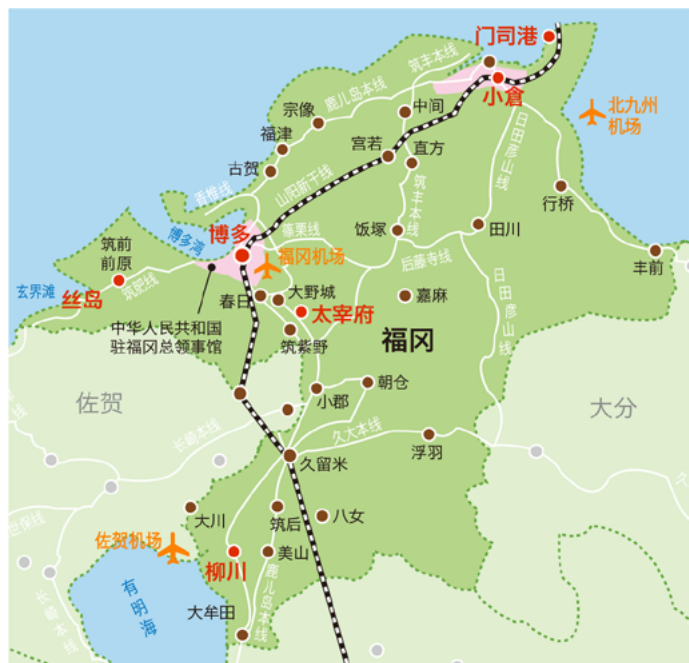 门司港
筑丰本线
小仓
北九州
机场
鹿儿岛本线
宗像
中间
福津
宫若
直方
日田彦山线
古贺
山阳新干线
香椎线
筑丰本线
行桥
博多湾
博多
篠栗线
饭塚
田川
筑前
前原
福冈机场
后藤寺线
丰前
玄界滩
丝岛
筑肥线
春日
大野城
嘉麻
日田彦山线
太宰府
中华人民共和国
驻福冈总领事馆
筑紫野
福冈
佐贺
小郡
朝仓
大分
长崎本线
久大本线
浮羽
久留米
大川
筑后
八女
世保线
佐贺机场
柳川
美山
有明海
长崎本线
鹿儿岛本线
大牟田